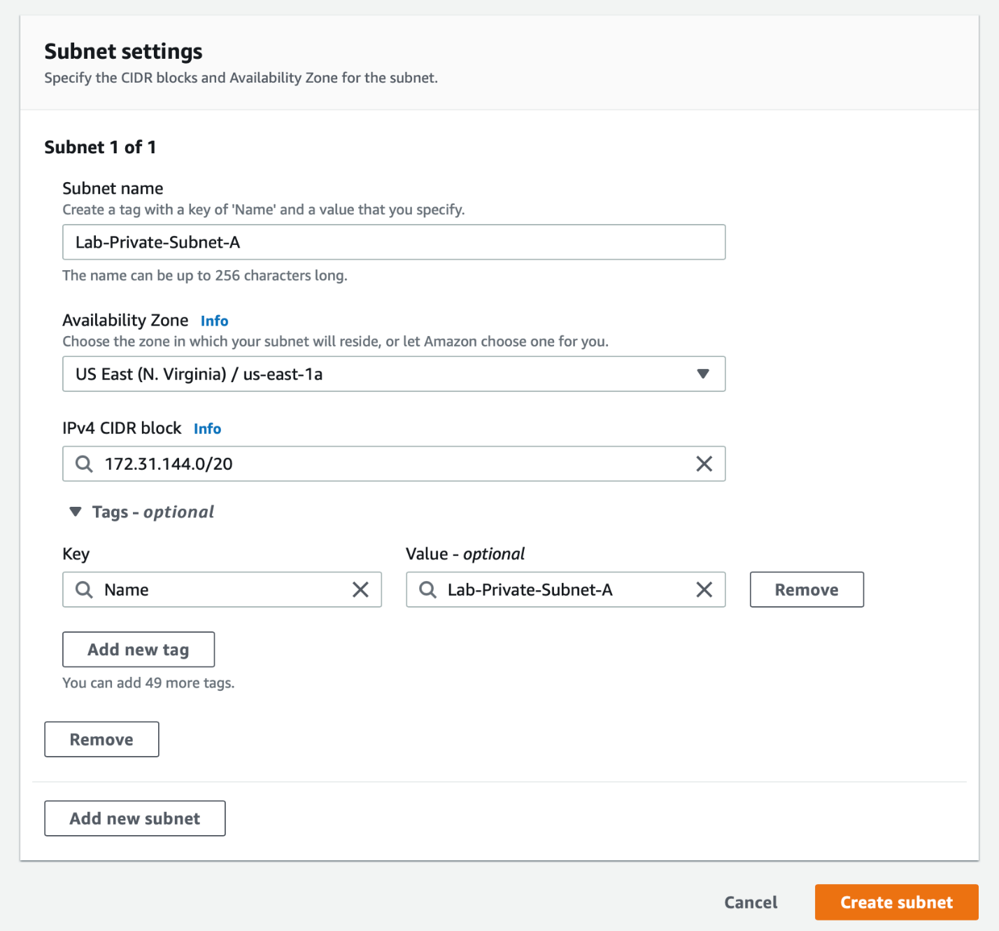 Subnet settings
Specify the CIDR blocks and Availability Zone for the subnet.
Subnet 1 of 1
Subnet name
Create a tag with a key of 'Name' and a value that you specify.
Lab-Private-Subnet-A
The name can be up to 256 characters long.
Availability Zone Info
Choose the zone in which your subnet will reside, or let Amazon choose one for you.
US East (N. Virginia) / us-east-1a
IPv4 CIDR block Info
172.31.144.0/20
Tags - optional
Key Value - optional
Name Lab-Private-Subnet-A Remove
Add new tag
You can add 49 more tags.
Remove
Add new subnet
Cancel Create subnet